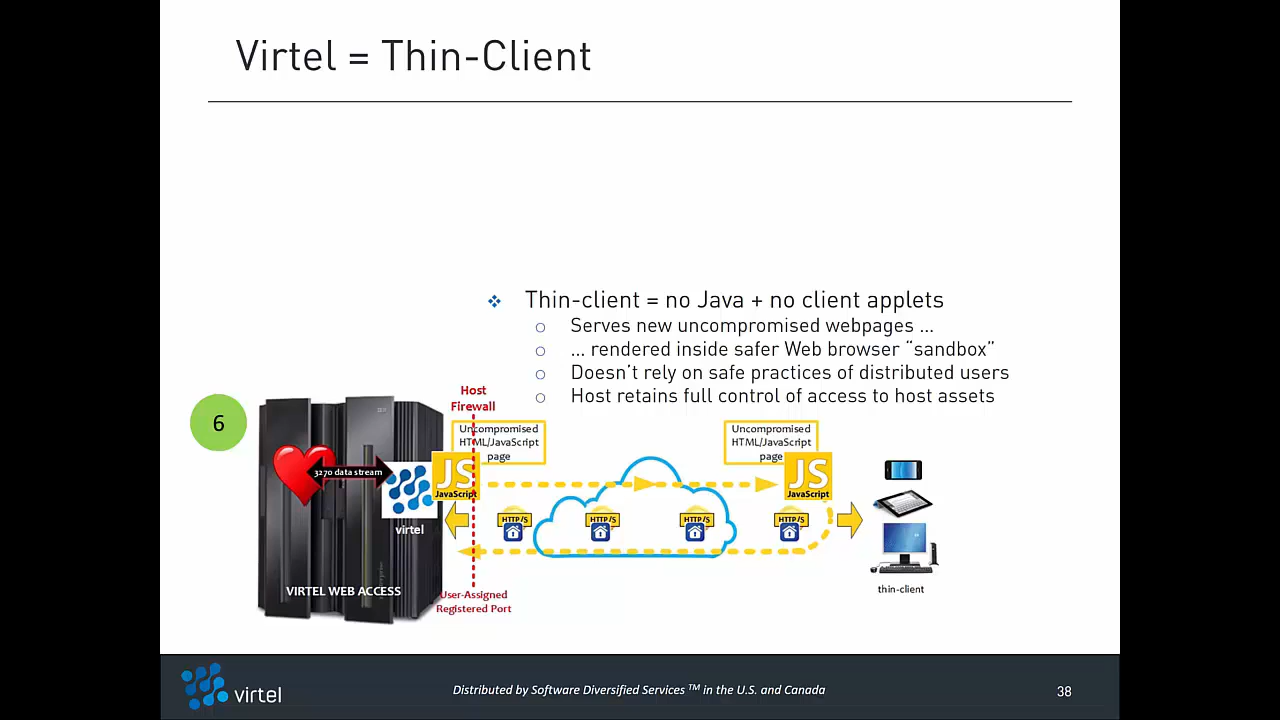 Virtel = Thin-Client
Thin-client = no Java + no client applets
Serves new uncompromised webpages …
… rendered inside safer Web browser “sandbox”
Doesn’t rely on safe practices of distributed users
Host retains full control of access to host assets
Host
Firewall
6
Uncompromised
HTML/JavaScript
page
Uncompromised
HTML/JavaScript
page
3270 data stream
JS
JavaScript
JS
JavaScript
virtel
HTTP/S
HTTP/S
HTTP/S
HTTP/S
VIRTEL WEB ACCESS
User-Assigned
Registered Port
thin-client
virtel
Distributed by Software Diversified Services TM in the U.S. and Canada
38